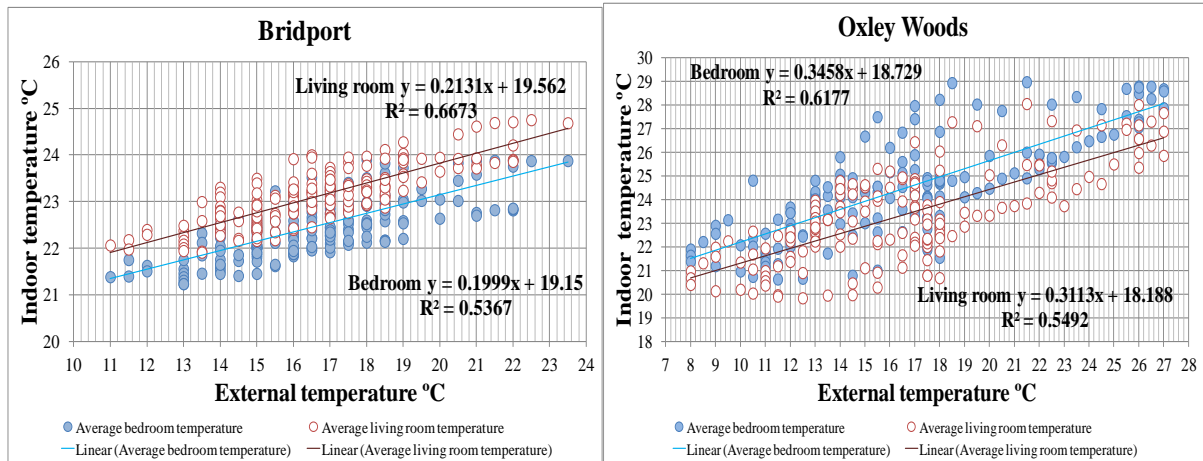 Bridport
Living room y = 0.2131x + 19.562
R² = 0.6673
Bedroom y = 0.1999x + 19.15
R² = 0.5367
Indoor temperature ºC
26
25
24
23
22
21
20
10 11 12 13 14 15 16 17 18 19 20 21 22 23 24
External temperature ºC
Average bedroom temperature
Average living room temperature
Linear (Average bedroom temperature)
Linear (Average living room temperature)
Oxley Woods
Bedroom y = 0.3458x + 18.729
R² = 0.6177
Living room y = 0.3113x + 18.188
R² = 0.5492
Indoor temperature ºC
30
29
28
27
26
25
24
23
22
21
20
19
18
7 8 9 10 11 12 13 14 15 16 17 18 19 20 21 22 23 24 25 26 27 28
External temperature ºC
Average bedroom temperature
Average living room temperature
Linear (Average bedroom temperature)
Linear (Average living room temperature)